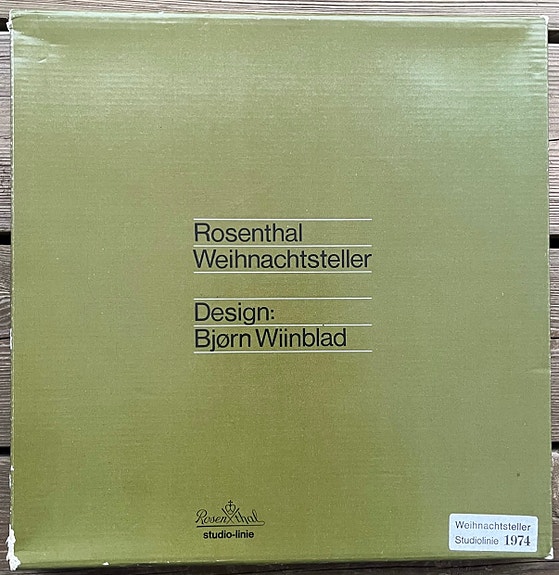 Rosenthal
Weihnachtsteller
Design:
Bjørn Wiinblad
Rosenthal
studio-linie
Weihnachtsteller
Studiolinie 1974